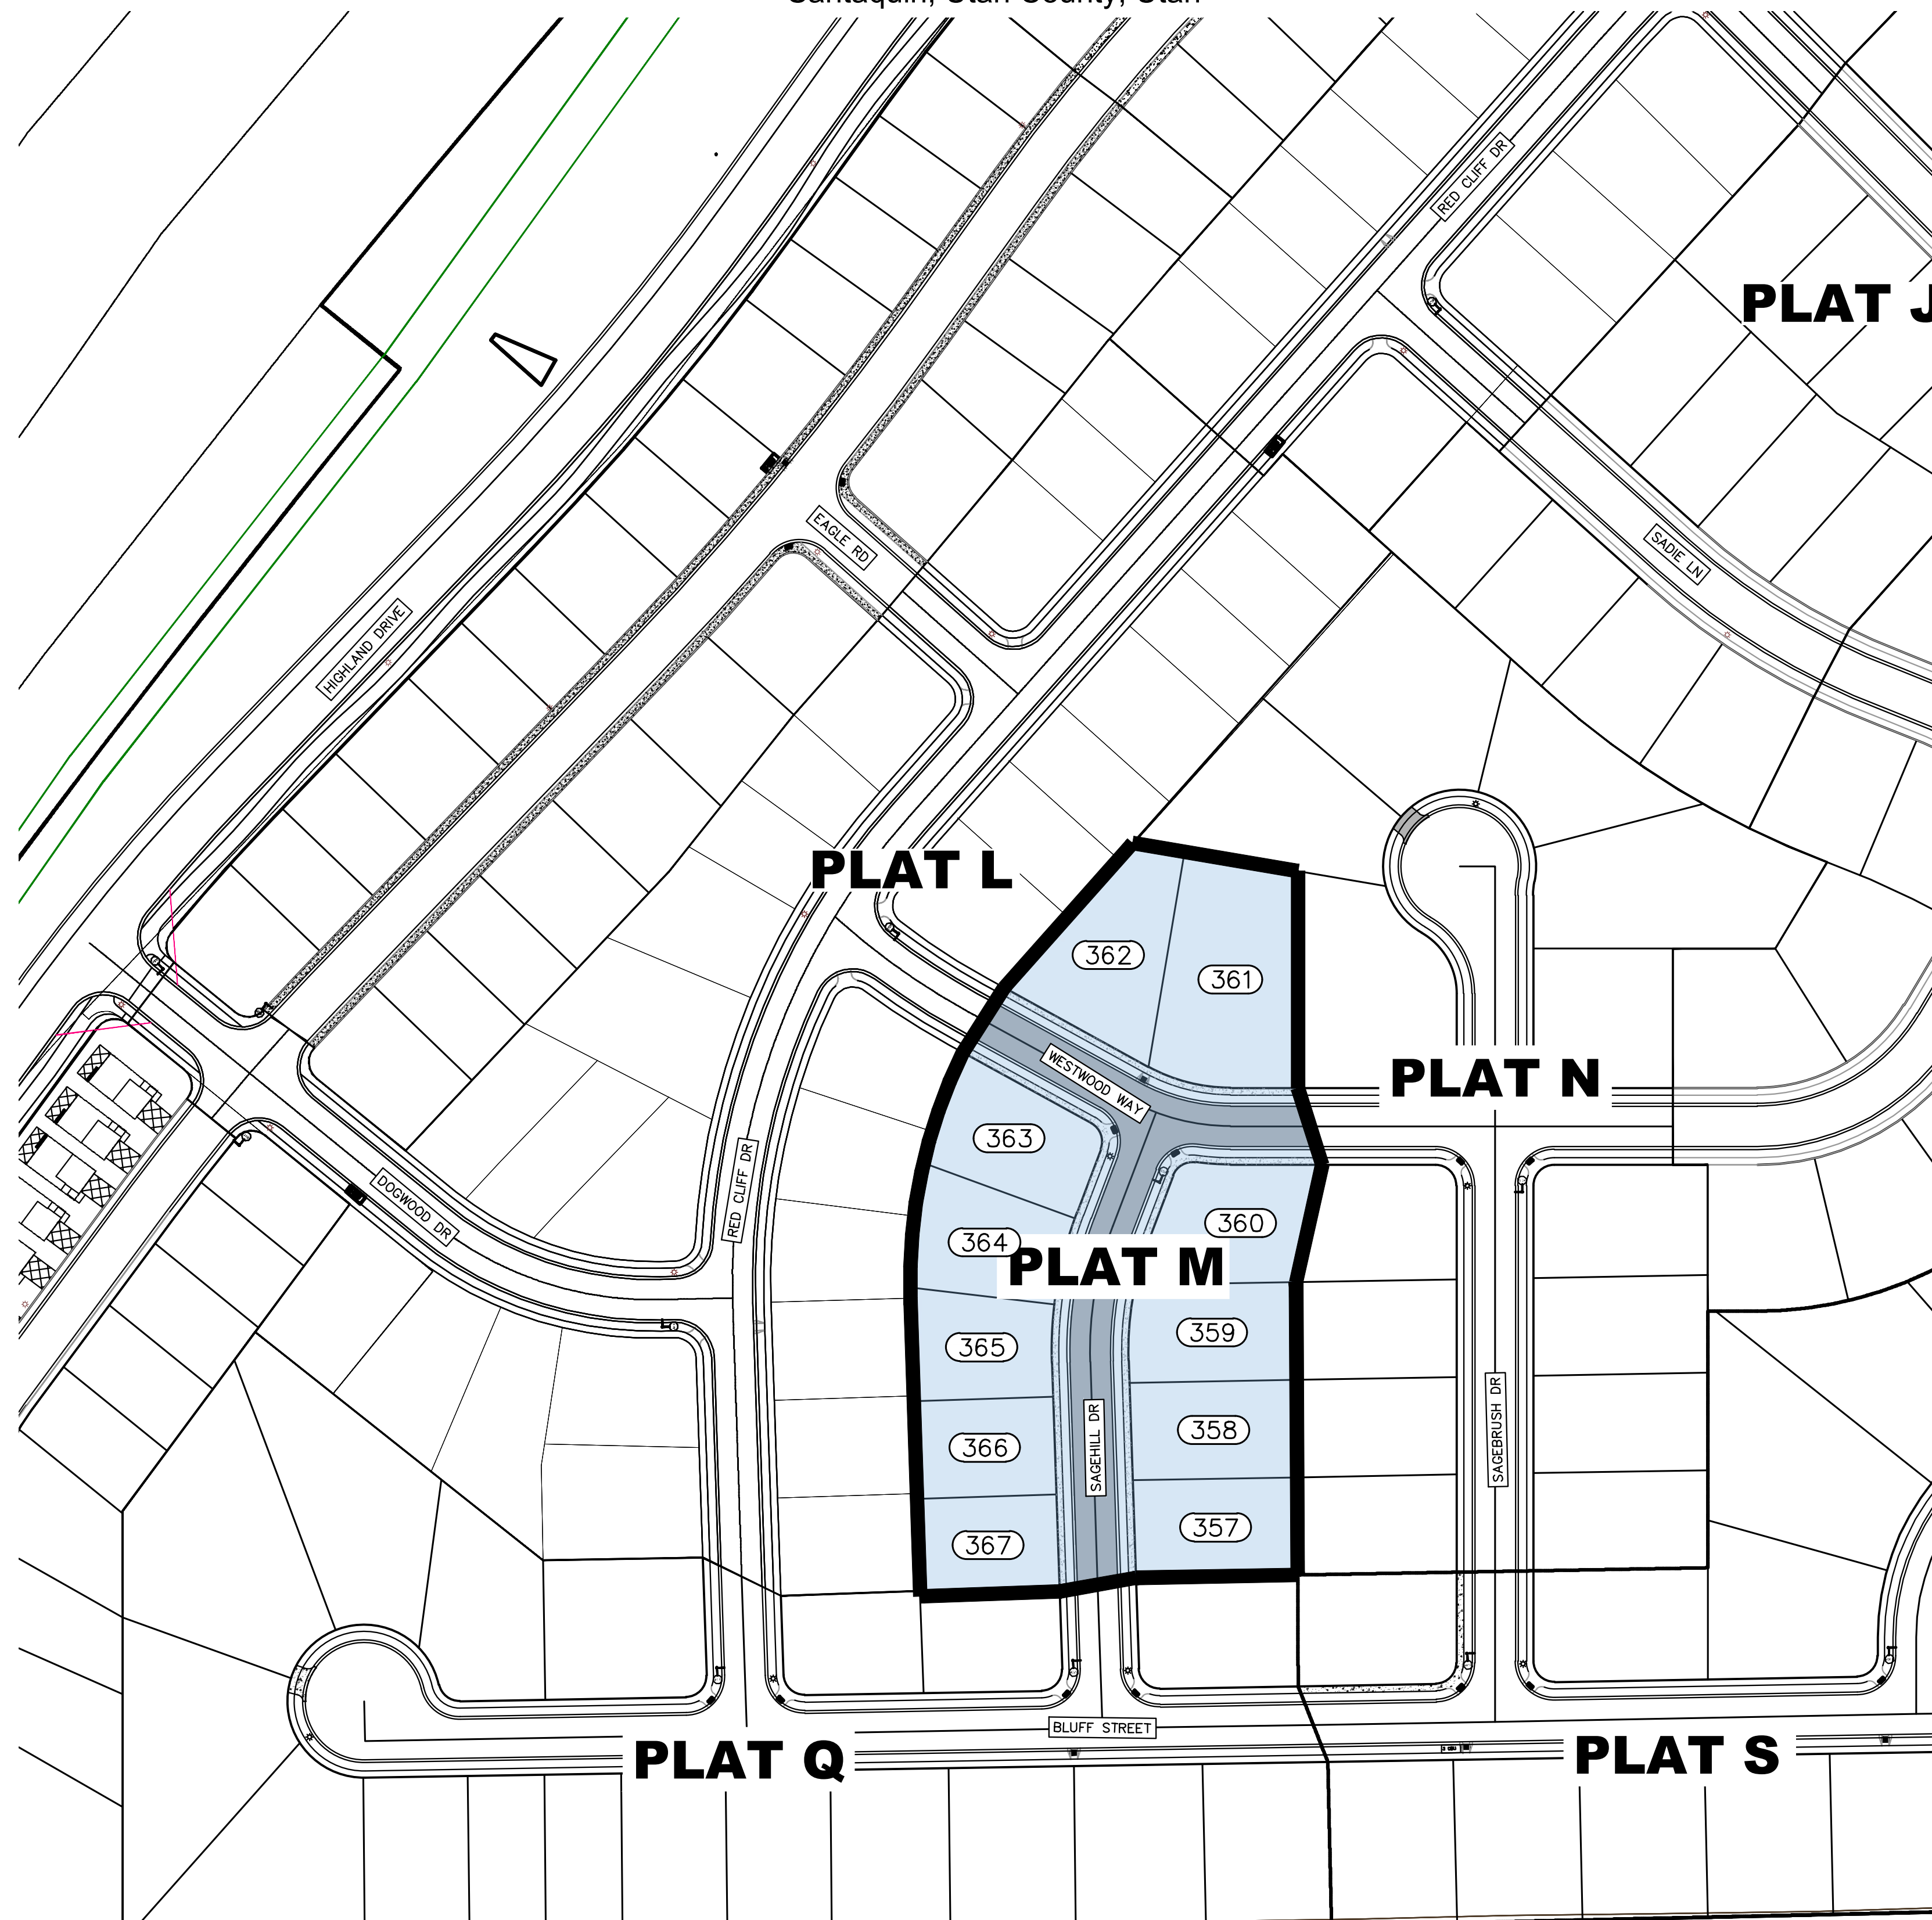 Santaquin, Utah County, Utah
RED CLIFF DR
PLAT J
EAGLE RD
SADIE LN
HIGHLAND DRIVE
PLAT L
362
361
WESTWOOD WAY
PLAT N
363
DOGWOOD DR
RED CLIFF DR
360
364
PLAT M
359
365
SAGEHILL DR
SAGEBRUSH DR
358
366
357
367
BLUFF STREET
PLAT Q
PLAT S